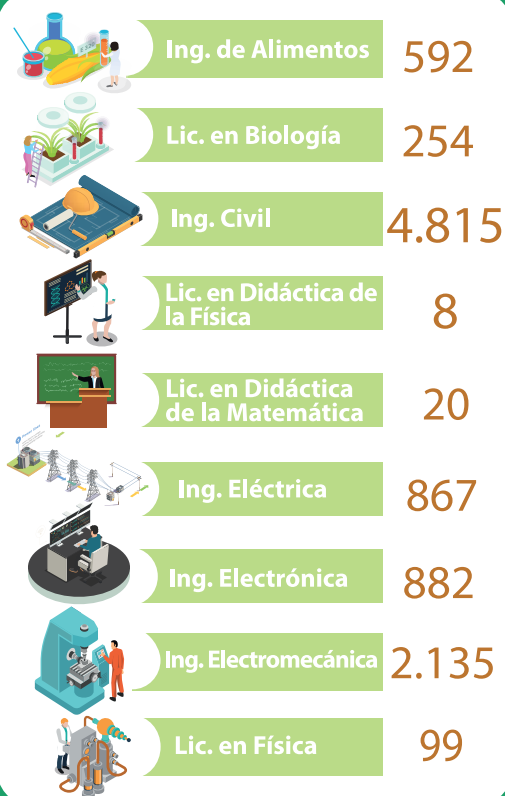 Ing. de Alimentos 592
Lic. en Biología 254
Ing. Civil 4.815
Lic. en Didáctica de
la Física 8
Lic. en Didáctica
de la Matemática 20
Ing. Eléctrica 867
Ing. Electrónica 882
Ing. Electromecánica 2.135
Lic. en Física 99